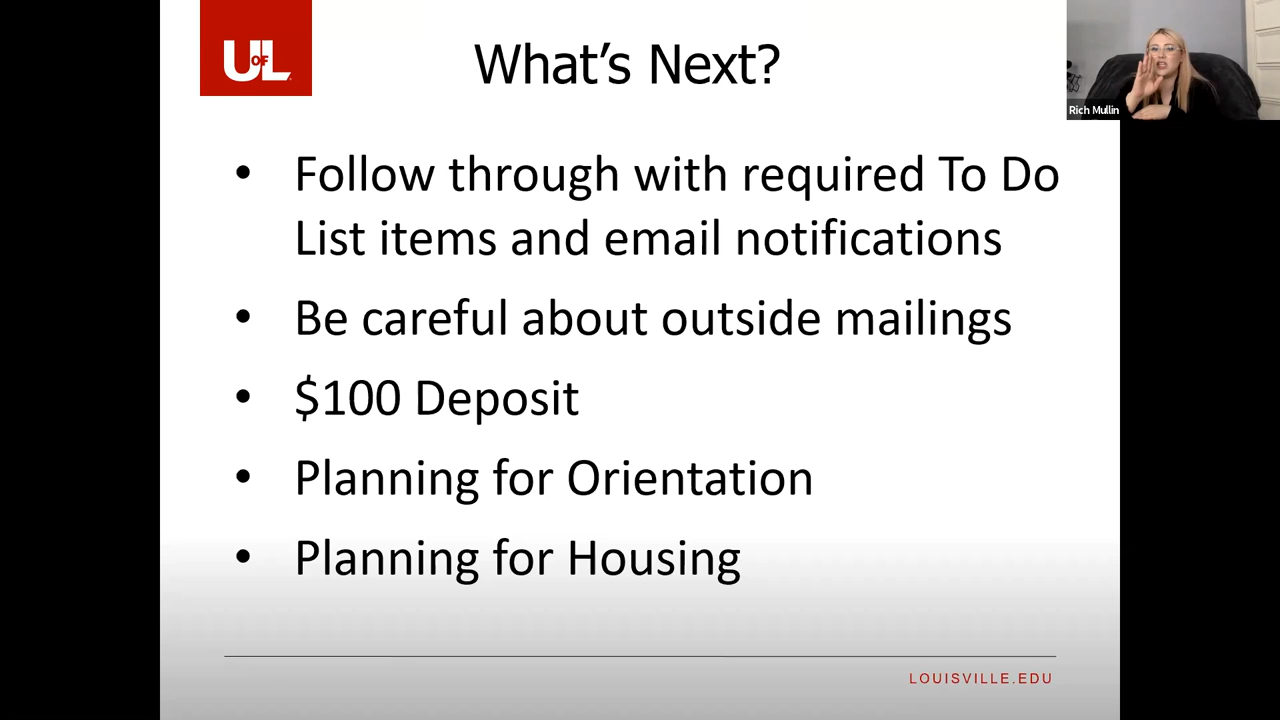 UOFL
What's Next?
Rich Mullin
• Follow through with required To Do
List items and email notifications
• Be careful about outside mailings
• $100 Deposit
• Planning for Orientation
• Planning for Housing
LOUISVILLE.EDU